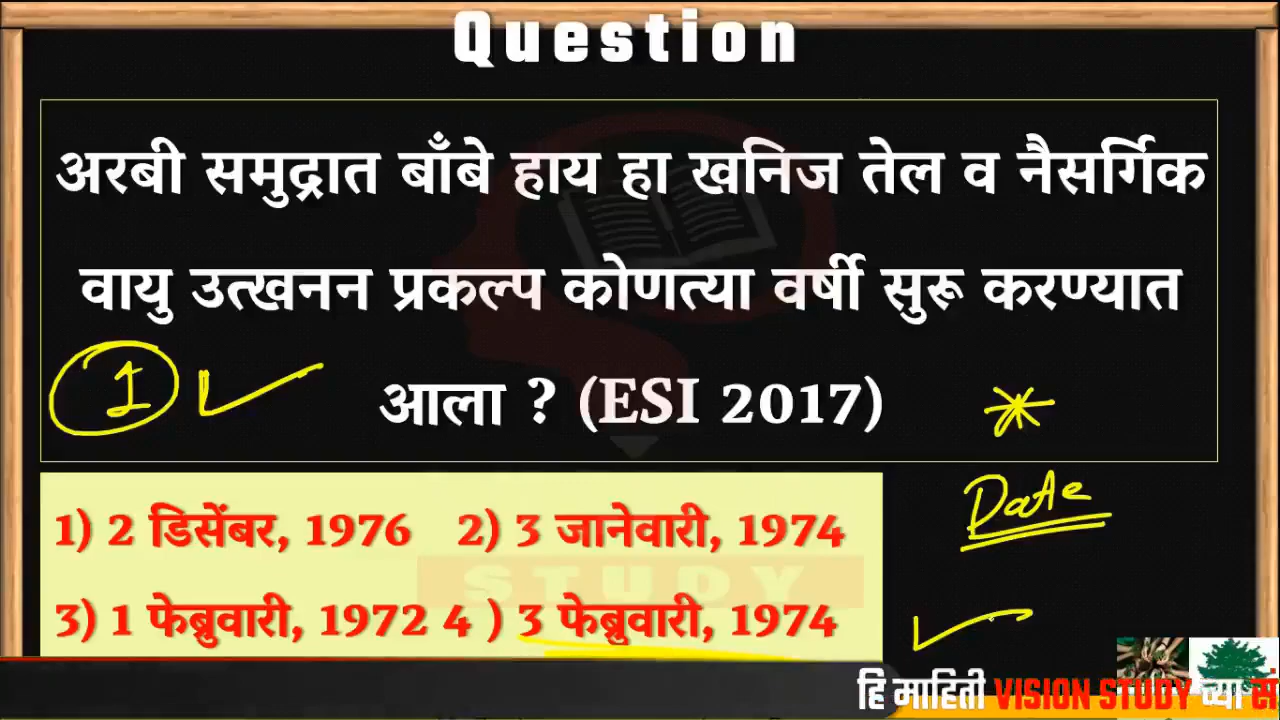 Question
अरबी समुद्रात बाँबे हाय हा खनिज तेल व नैसर्गिक
वायु उत्खनन प्रकल्प कोणत्या वर्षी सुरू करण्यात
आला ? (ESI 2017)
1
Date
1) 2 डिसेंबर, 1976 2) 3 जानेवारी, 1974
3) 1 फेब्रुवारी, 1972 4 ) 3 फेब्रुवारी, 1974
STUDY
हि माहिती VISION STUDY च्या सं